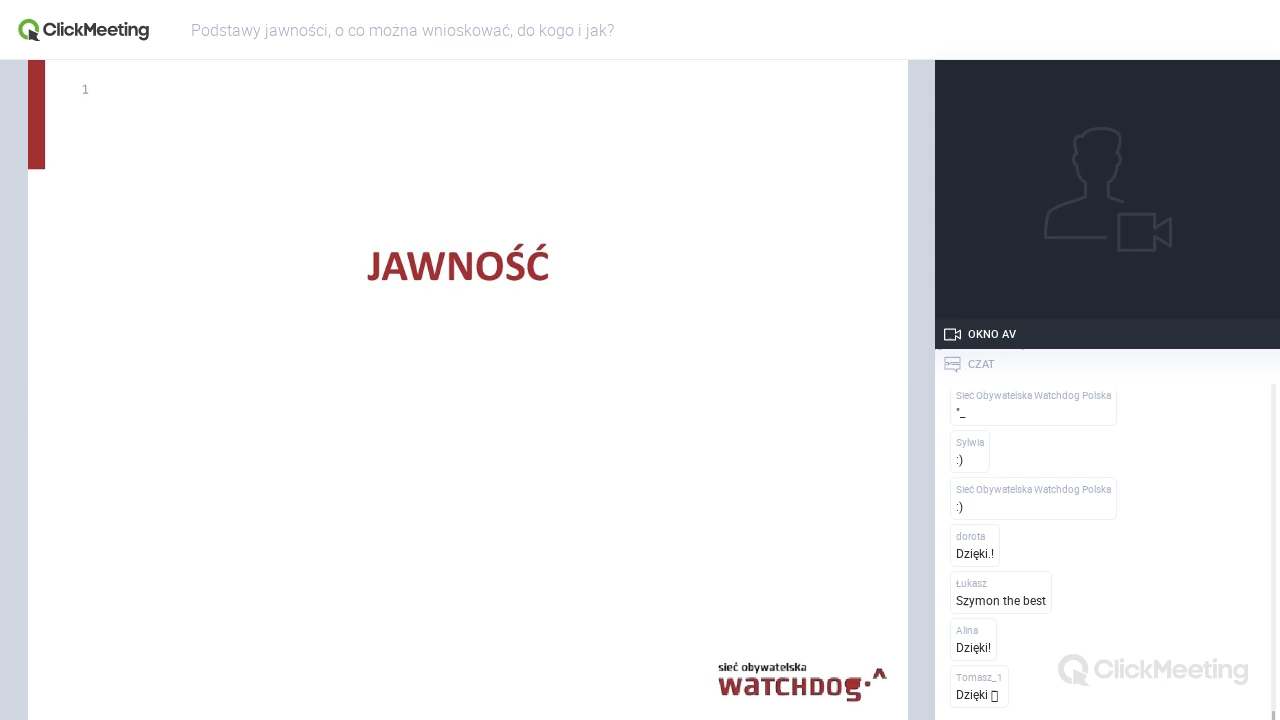 ClickMeeting
Podstawy jawności, o co można wnioskować, do kogo i jak?
1
JAWNOŚĆ
sieć obywatelska
WATCHDOG
OKNO AV
CZAT
Sieć Obywatelska Watchdog Polska
"_
Sylwia
:)
Sieć Obywatelska Watchdog Polska
:)
dorota
Dzięki.!
Łukasz
Szymon the best
Alina
Dzięki!
Tomasz_1
Dzięki
ClickMeeting